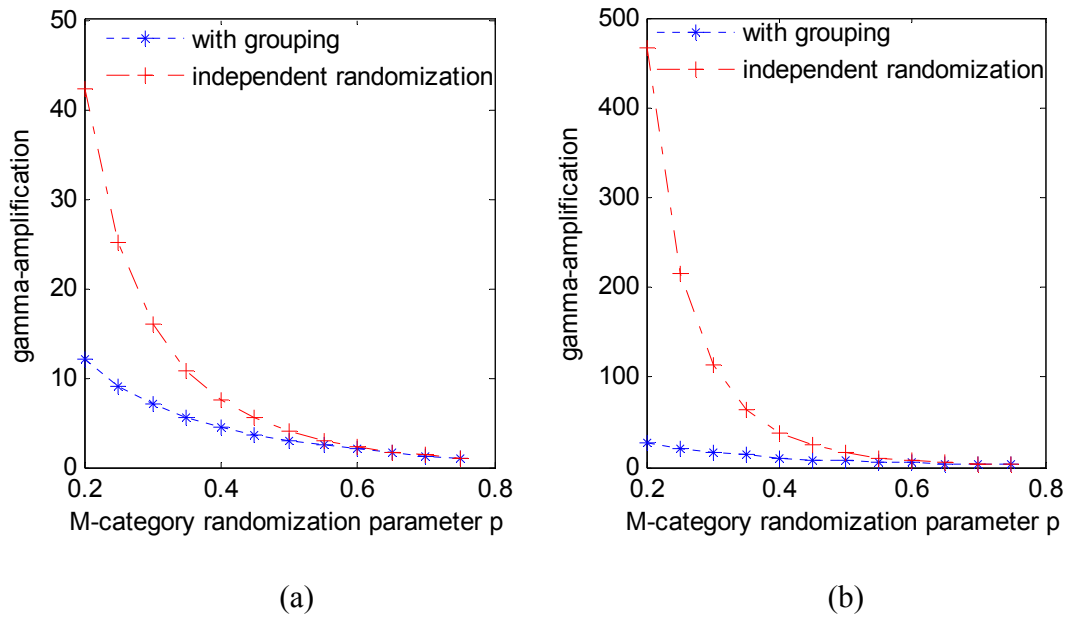 50
40
30
20
10
0
gamma-amplification
with grouping
independent randomization
0.2 0.4 0.6 0.8
M-category randomization parameter p
(a)
500
400
300
200
100
0
gamma-amplification
with grouping
independent randomization
0.2 0.4 0.6 0.8
M-category randomization parameter p
(b)